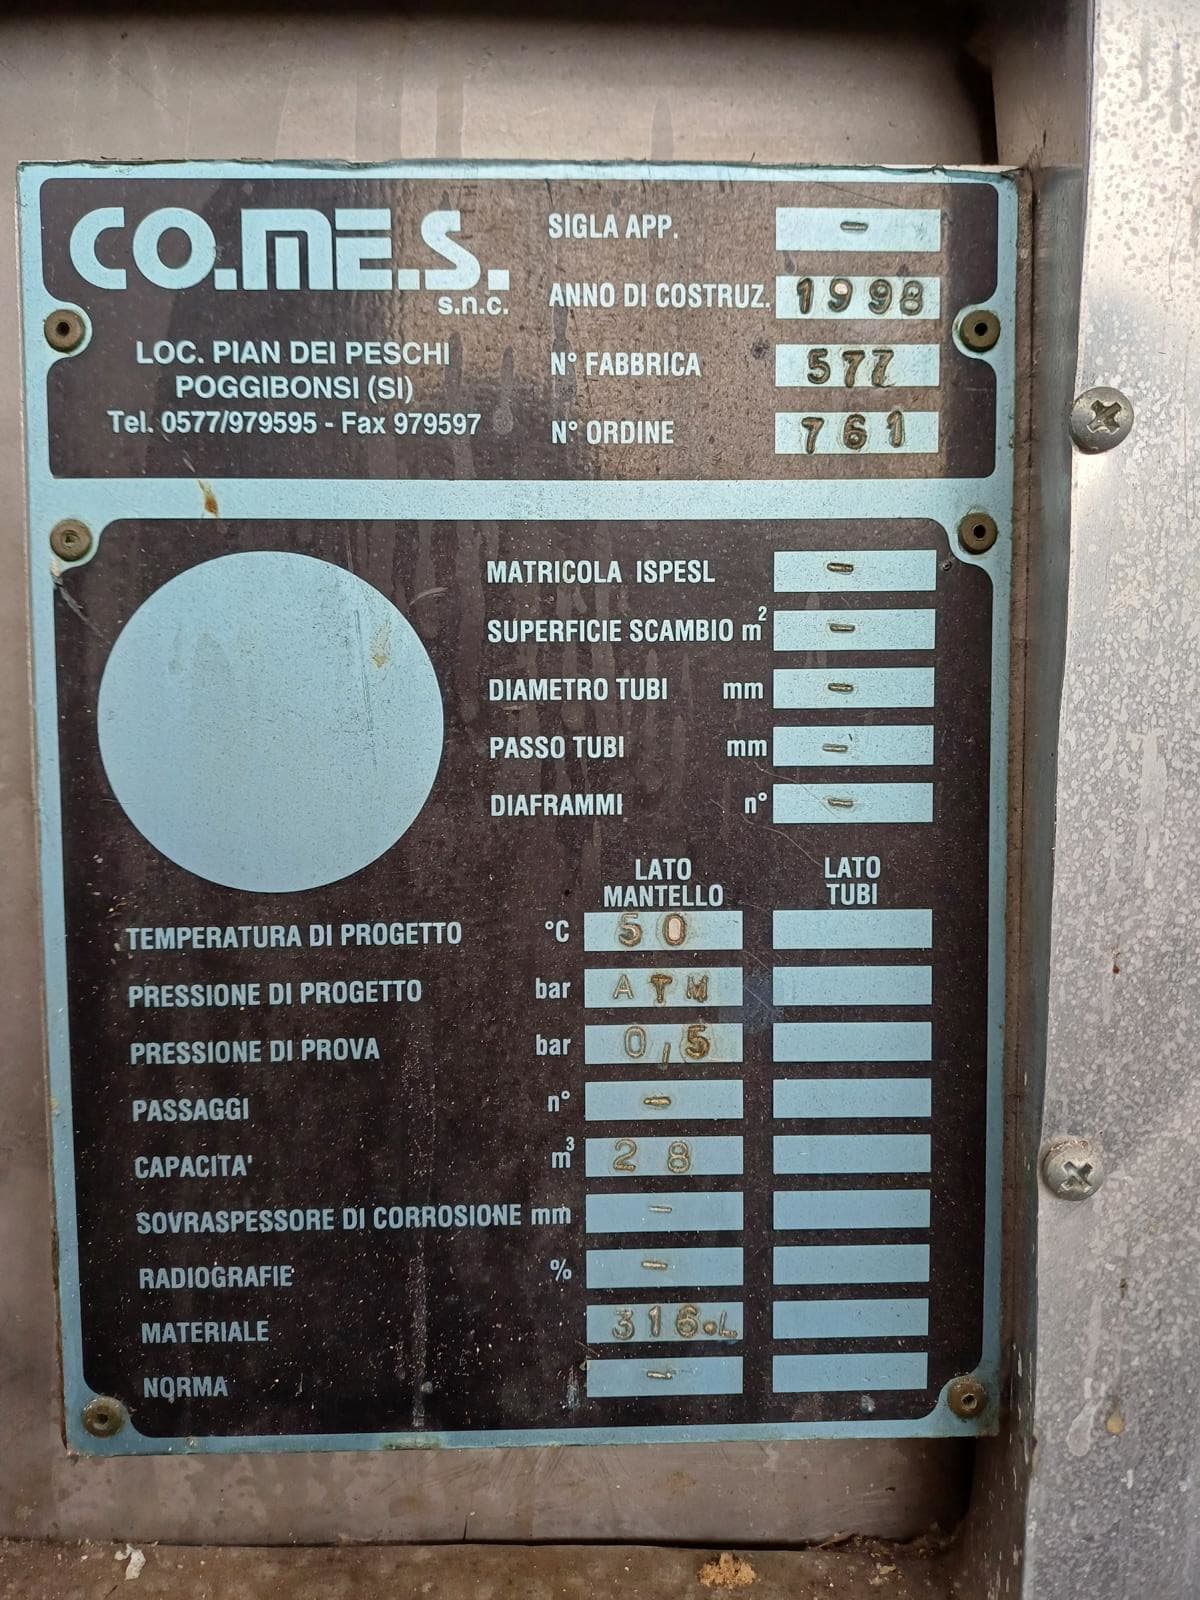 CO.ME.S.
s.n.c.
LOC. PIAN DEI PESCHI
POGGIBONSI (SI)
Tel. 0577/979595 - Fax 979597
SIGLA APP. -
ANNO DI COSTRUZ. 1998
N° FABBRICA 577
N° ORDINE 761
MATRICOLA ISPESL -
SUPERFICIE SCAMBIO m² -
DIAMETRO TUBI mm -
PASSO TUBI mm -
DIAFRAMMI n° -
LATO MANTELLO
LATO TUBI
TEMPERATURA DI PROGETTO °C 50
PRESSIONE DI PROGETTO bar ATM
PRESSIONE DI PROVA bar 0,5
PASSAGGI n° -
CAPACITA' m³ 28
SOVRASPESSORE DI CORROSIONE mm -
RADIOGRAFIE % -
MATERIALE 316.L
NORMA -